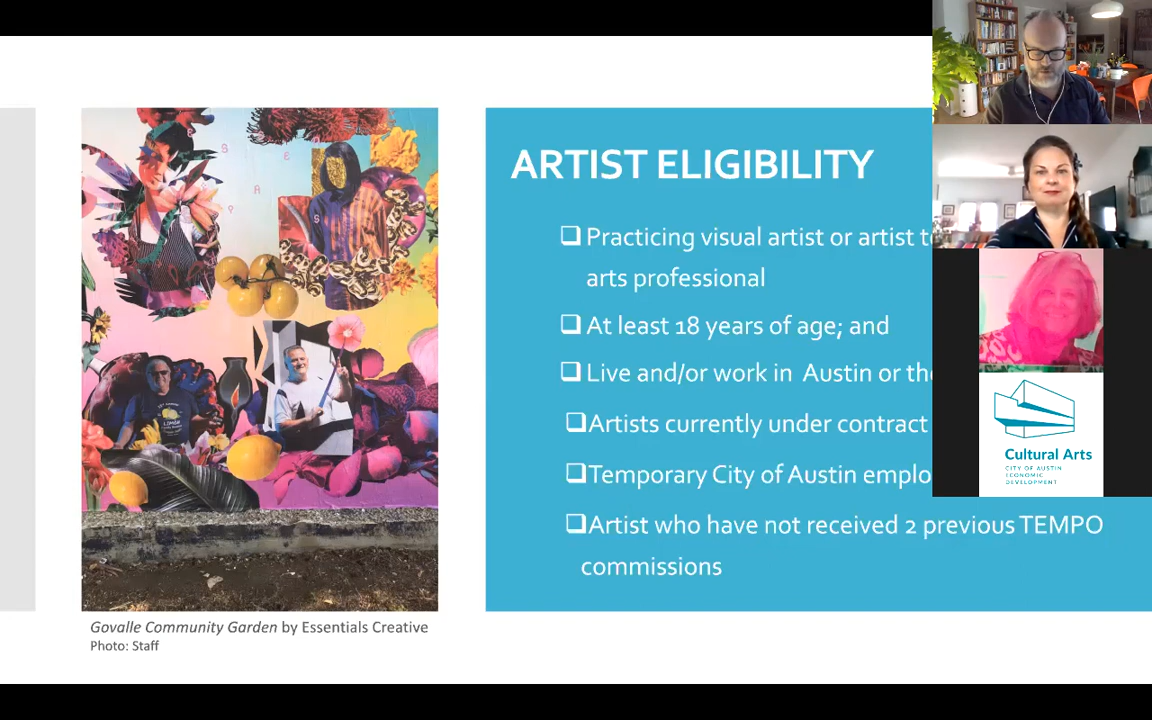 ARTIST ELIGIBILITY
Practicing visual artist or artist
arts professional
At least 18 years of age; and
Live and/or work in Austin or
Artists currently under contract
Temporary City of Austin
Artist who have not received 2 previous TEMPO
commissions
Govalle Community Garden by Essentials Creative
Photo: Staff
Cultural Arts
CITY OF AUSTIN
ECONOMIC
DEVELOPMENT